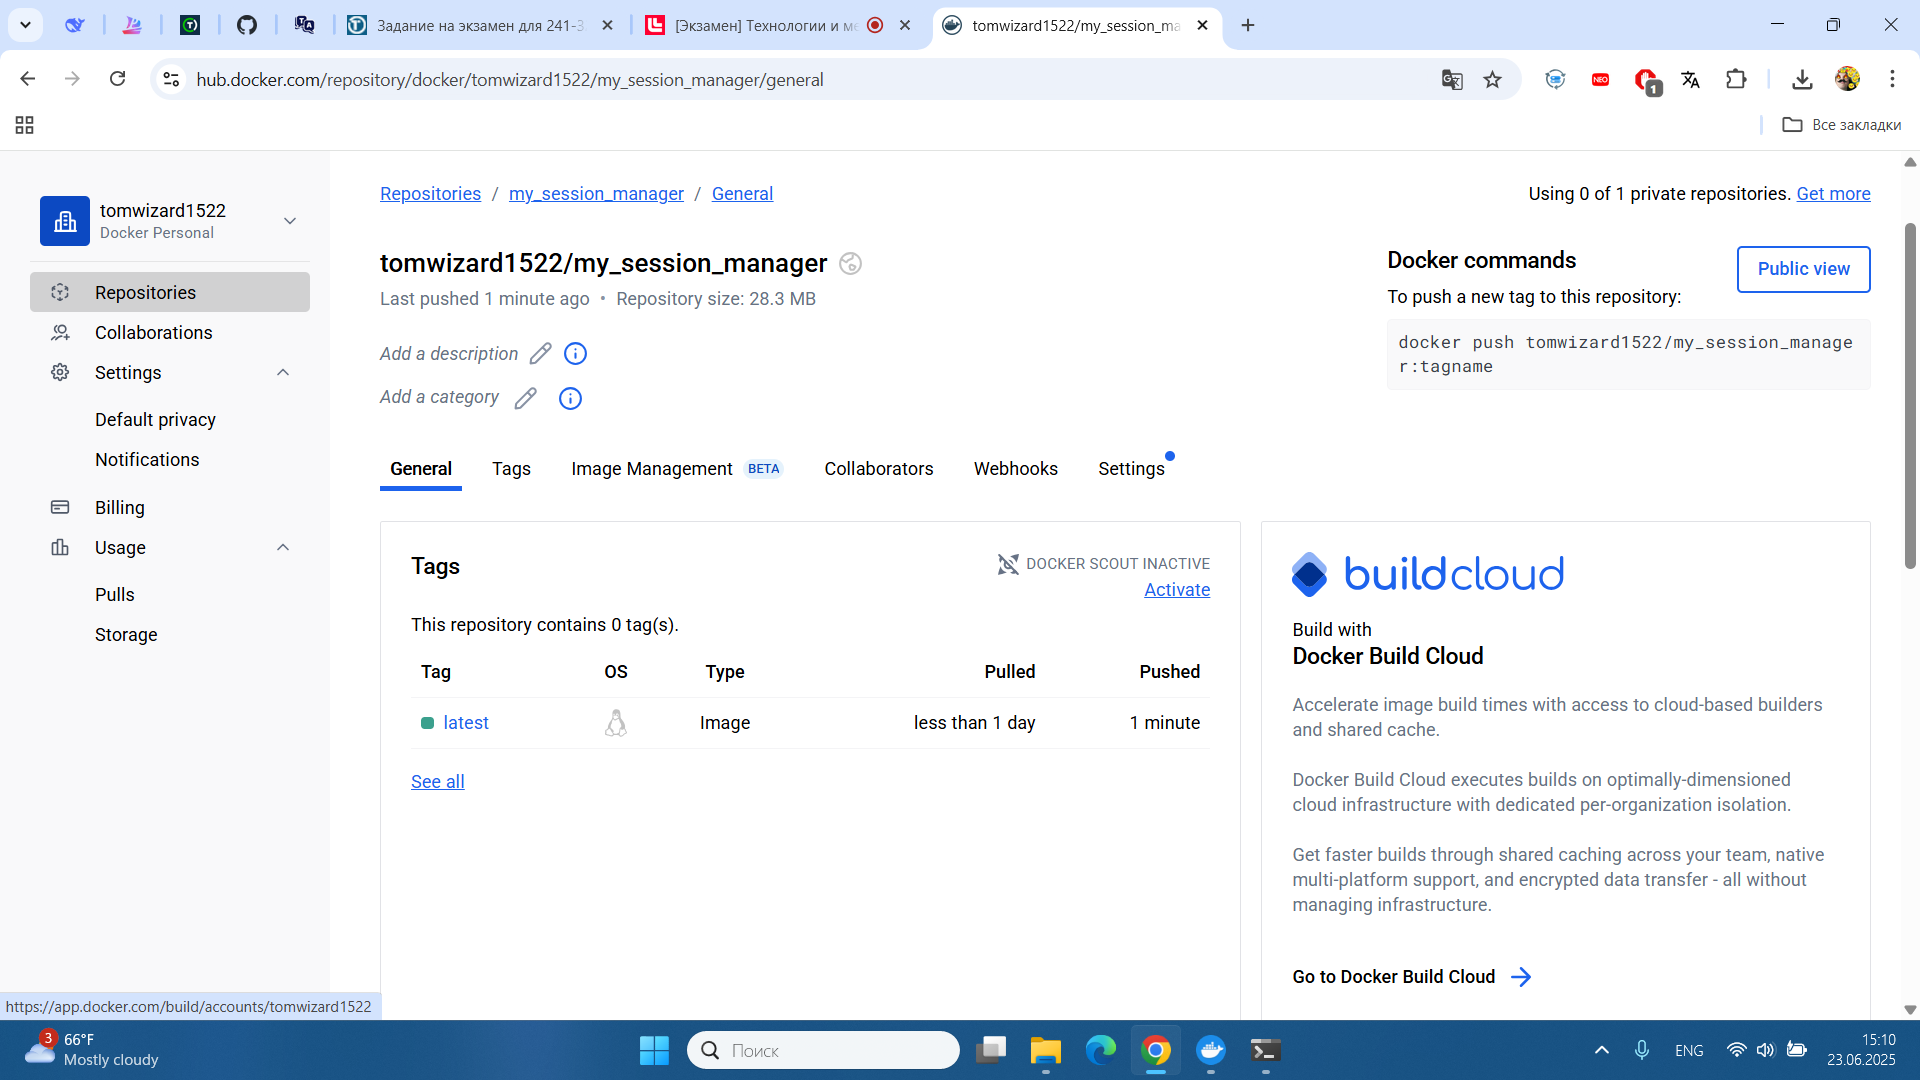 Задание на экзамен для 241-3
[Экзамен] Технологии и ме
tomwizard1522/my_session_ma
hub.docker.com/repository/docker/tomwizard1522/my_session_manager/general
NEO
1
Все закладки
tomwizard1522
Docker Personal
Repositories
Collaborations
Settings
Default privacy
Notifications
Billing
Usage
Pulls
Storage
Repositories / my_session_manager / General
Using 0 of 1 private repositories. Get more
tomwizard1522/my_session_manager
Last pushed 1 minute ago • Repository size: 28.3 MB
Add a description
Add a category
Docker commands
Public view
To push a new tag to this repository:
docker push tomwizard1522/my_session_manage
r:tagname
General
Tags
Image Management BETA
Collaborators
Webhooks
Settings
Tags
DOCKER SCOUT INACTIVE
Activate
This repository contains 0 tag(s).
Tag OS Type Pulled Pushed
latest Image less than 1 day 1 minute
See all
buildcloud
Build with
Docker Build Cloud
Accelerate image build times with access to cloud-based builders
and shared cache.
Docker Build Cloud executes builds on optimally-dimensioned
cloud infrastructure with dedicated per-organization isolation.
Get faster builds through shared caching across your team, native
multi-platform support, and encrypted data transfer - all without
managing infrastructure.
Go to Docker Build Cloud
https://app.docker.com/build/accounts/tomwizard1522
3
66°F
Mostly cloudy
Поиск
ENG
15:10
23.06.2025